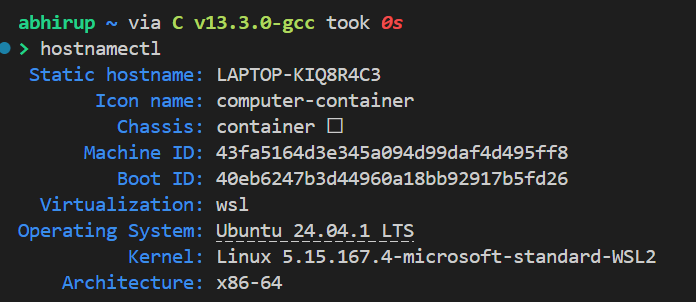 abhirup ~ via C v13.3.0-gcc took 0s
> hostnamectl
Static hostname: LAPTOP-KIQ8R4C3
Icon name: computer-container
Chassis: container □
Machine ID: 43fa5164d3e345a094d99daf4d495ff8
Boot ID: 40eb6247b3d44960a18bb92917b5fd26
Virtualization: wsl
Operating System: Ubuntu 24.04.1 LTS
Kernel: Linux 5.15.167.4-microsoft-standard-WSL2
Architecture: x86-64